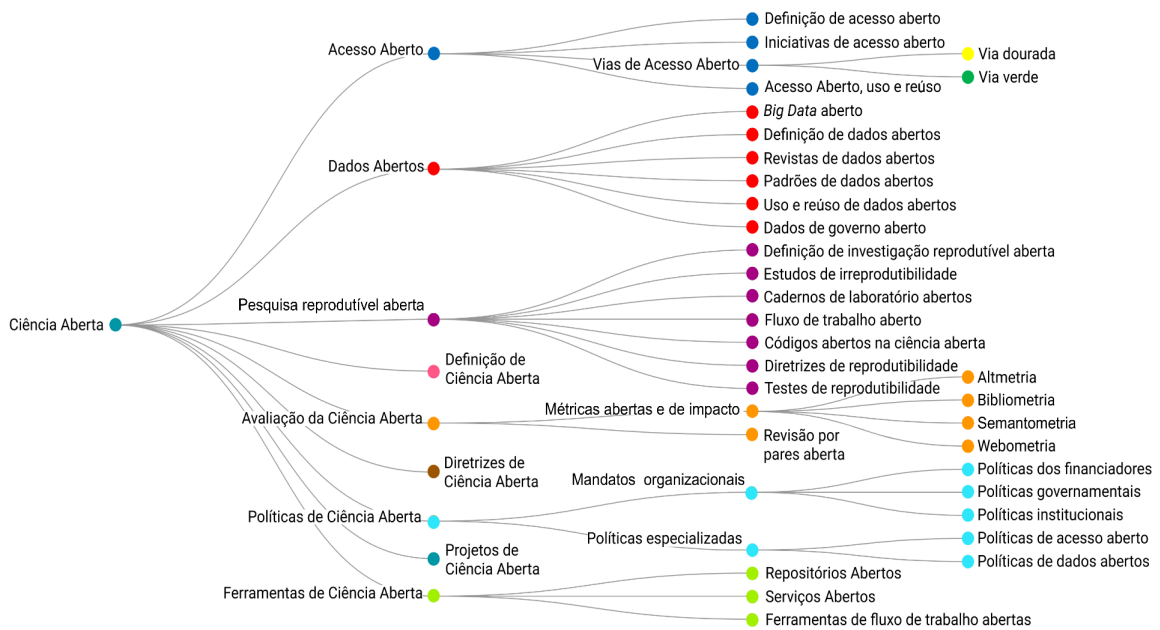 Ciência Aberta
Acesso Aberto
Definição de acesso aberto
Iniciativas de acesso aberto
Vias de Acesso Aberto
Via dourada
Via verde
Acesso Aberto, uso e reúso
Dados Abertos
Big Data aberto
Definição de dados abertos
Revistas de dados abertos
Padrões de dados abertos
Uso e reúso de dados abertos
Dados de governo aberto
Pesquisa reprodutível aberta
Definição de investigação reprodutível aberta
Estudos de irreprodutibilidade
Cadernos de laboratório abertos
Fluxo de trabalho aberto
Códigos abertos na ciência aberta
Diretrizes de reprodutibilidade
Testes de reprodutibilidade
Definição de
Ciência Aberta
Avaliação da Ciência Aberta
Métricas abertas e de impacto
Altmetria
Bibliometria
Semantometria
Webometria
Revisão por
pares aberta
Diretrizes de
Ciência Aberta
Políticas de Ciência Aberta
Mandatos organizacionais
Políticas dos financiadores
Políticas governamentais
Políticas institucionais
Políticas especializadas
Políticas de acesso aberto
Políticas de dados abertos
Projetos de
Ciência Aberta
Ferramentas de Ciência Aberta
Repositórios Abertos
Serviços Abertos
Ferramentas de fluxo de trabalho abertas